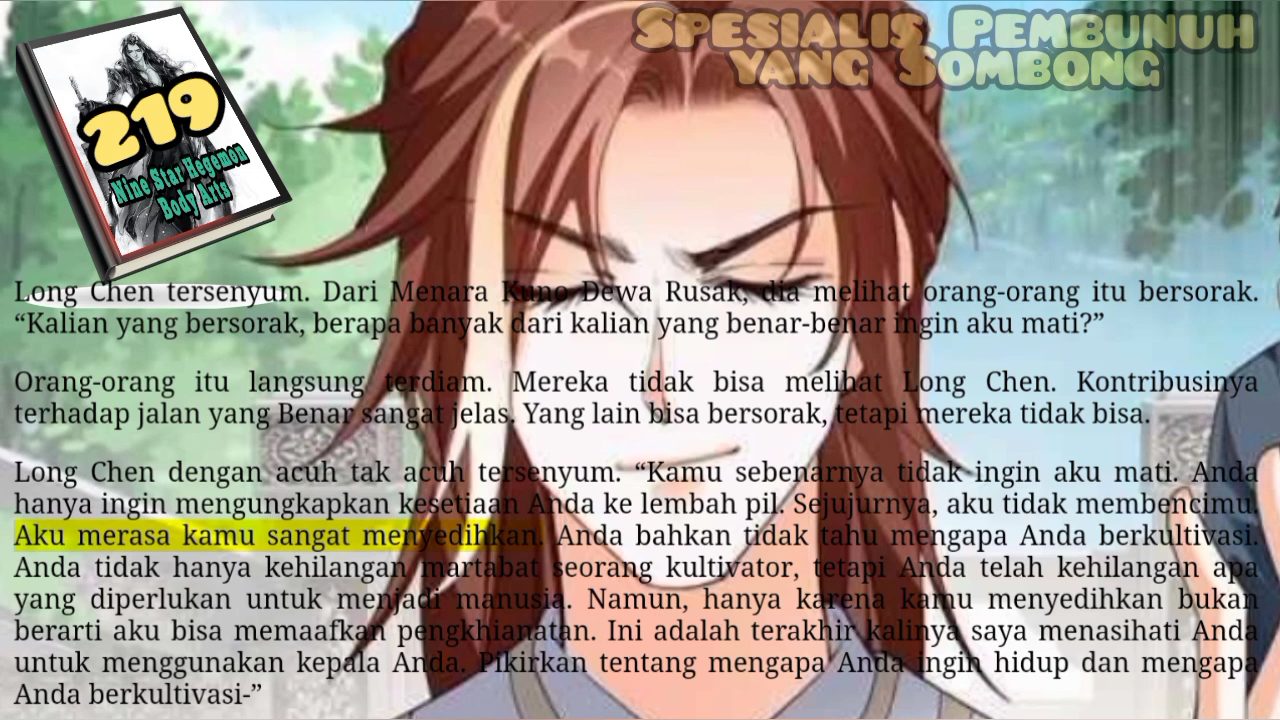 SPESIALIS PEMBUNUH
YANG SOMBONG
219
Nine Star Hegemon
Body Arts
Long Chen tersenyum. Dari Menara Kuno Dewa Rusak, dia melihat orang-orang itu bersorak.
“Kalian yang bersorak, berapa banyak dari kalian yang benar-benar ingin aku mati?”
Orang-orang itu langsung terdiam. Mereka tidak bisa melihat Long Chen. Kontribusinya
terhadap jalan yang Benar sangat jelas. Yang lain bisa bersorak, tetapi mereka tidak bisa.
Long Chen dengan acuh tak acuh tersenyum. “Kamu sebenarnya tidak ingin aku mati. Anda
hanya ingin mengungkapkan kesetiaan Anda ke lembah pil. Sejujurnya, aku tidak membencimu.
Aku merasa kamu sangat menyedihkan. Anda bahkan tidak tahu mengapa Anda berkultivasi.
Anda tidak hanya kehilangan martabat seorang kultivator, tetapi Anda telah kehilangan apa
yang diperlukan untuk menjadi manusia. Namun, hanya karena kamu menyedihkan bukan
berarti aku bisa memaafkan pengkhianatan. Ini adalah terakhir kalinya saya menasihati Anda
untuk menggunakan kepala Anda. Pikirkan tentang mengapa Anda ingin hidup dan mengapa
Anda berkultivasi-”